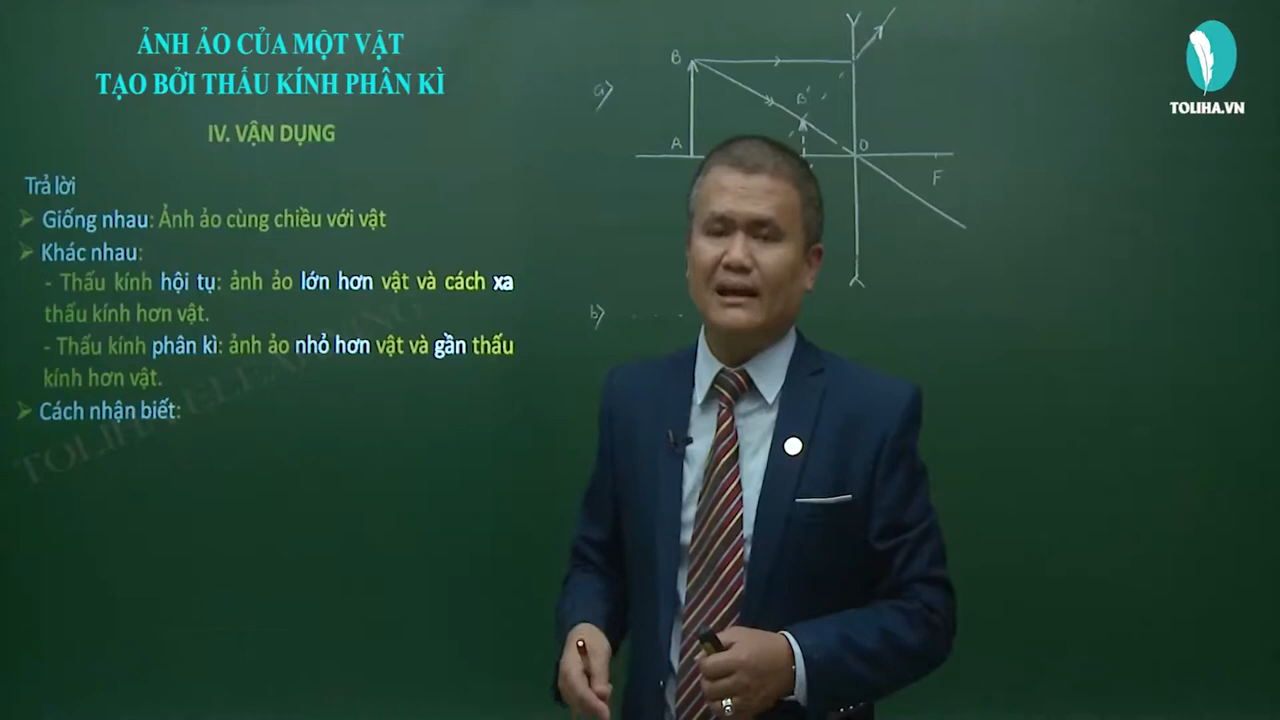 ẢNH ẢO CỦA MỘT VẬT
TẠO BỞI THẤU KÍNH PHÂN KÌ
IV. VẬN DỤNG
Trả lời
Giống nhau: Ảnh ảo cùng chiều với vật
Khác nhau:
- Thấu kính hội tụ: ảnh ảo lớn hơn vật và cách xa
thấu kính hơn vật.
- Thấu kính phân kì: ảnh ảo nhỏ hơn vật và gần thấu
kính hơn vật.
Cách nhận biết:
TOLIHA ELEARNING
a)
B
B'
A
O
F
b)
TOLIHA.VN